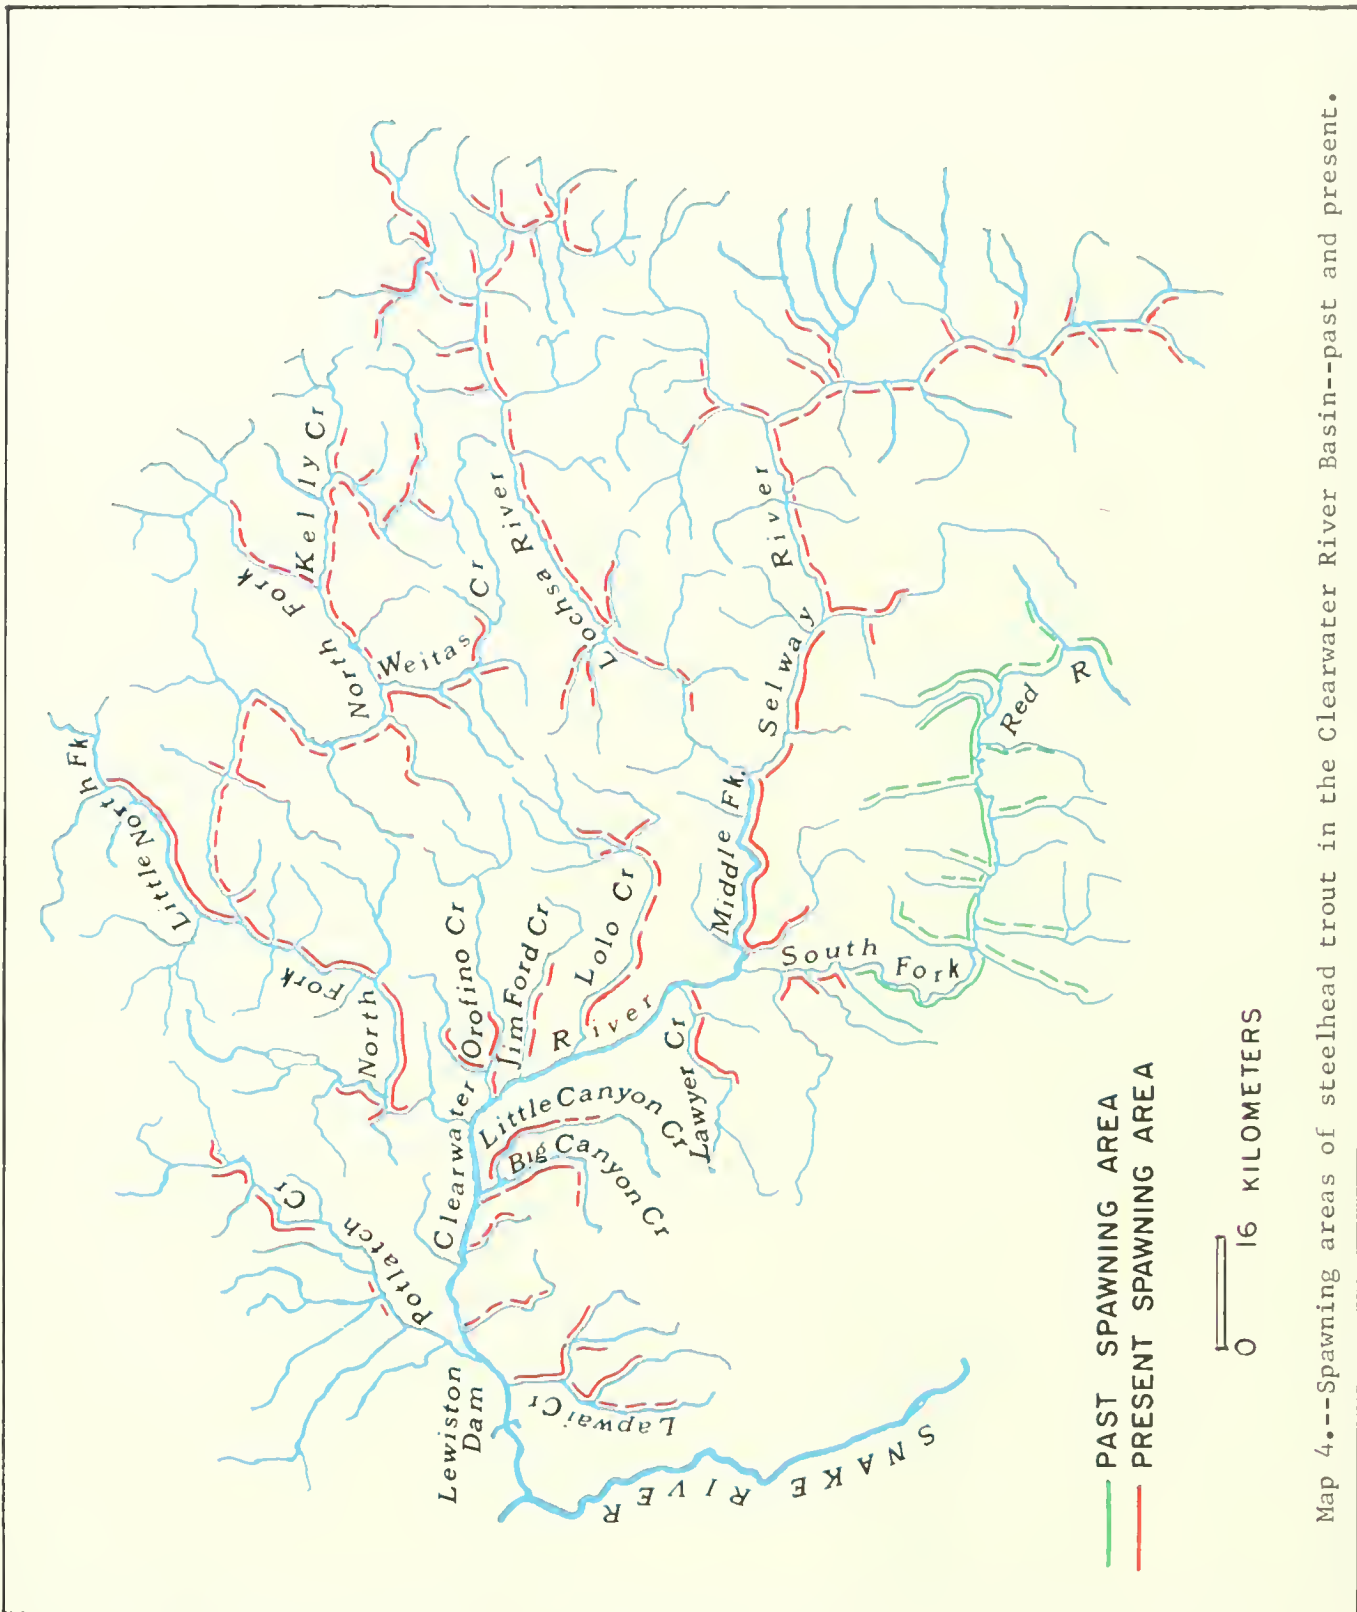 Little North Fk
North Fork
Kelly Cr
North Fork
Weitas Cr
Lochsa River
Selway River
Middle Fk.
South Fork
Red R
Orofino Cr
Jim Ford Cr
Lolo Cr
Clearwater River
Little Canyon Cr
Big Canyon Cr
Lawyer Cr
Potlatch Cr
Lewiston
Dam
Lapwai Cr
SNAKE RIVER
PAST SPAWNING AREA
PRESENT SPAWNING AREA
0 16 KILOMETERS
Map 4.--Spawning areas of steelhead trout in the Clearwater River Basin--past and present.